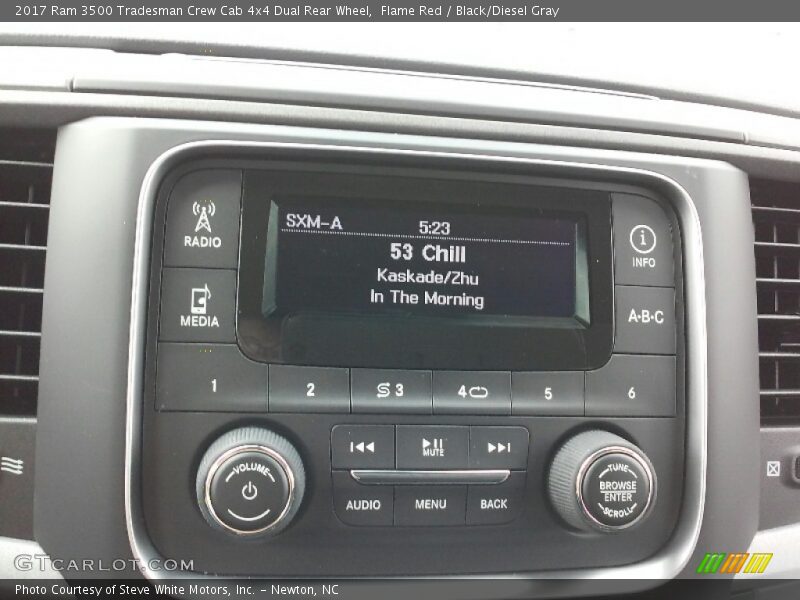 2017 Ram 3500 Tradesman Crew Cab 4x4 Dual Rear Wheel,  Flame Red / Black/Diesel Gray
SXM-A 5:23
53 Chill
Kaskade/Zhu
In The Morning
RADIO
MEDIA
i
INFO
A-B-C
1 2 3 4 5 6
MUTE
VOLUME
AUDIO MENU BACK
TUNE
BROWSE
ENTER
SCROLL
GTCARLOT.COM
Photo Courtesy of Steve White Motors, Inc. – Newton, NC